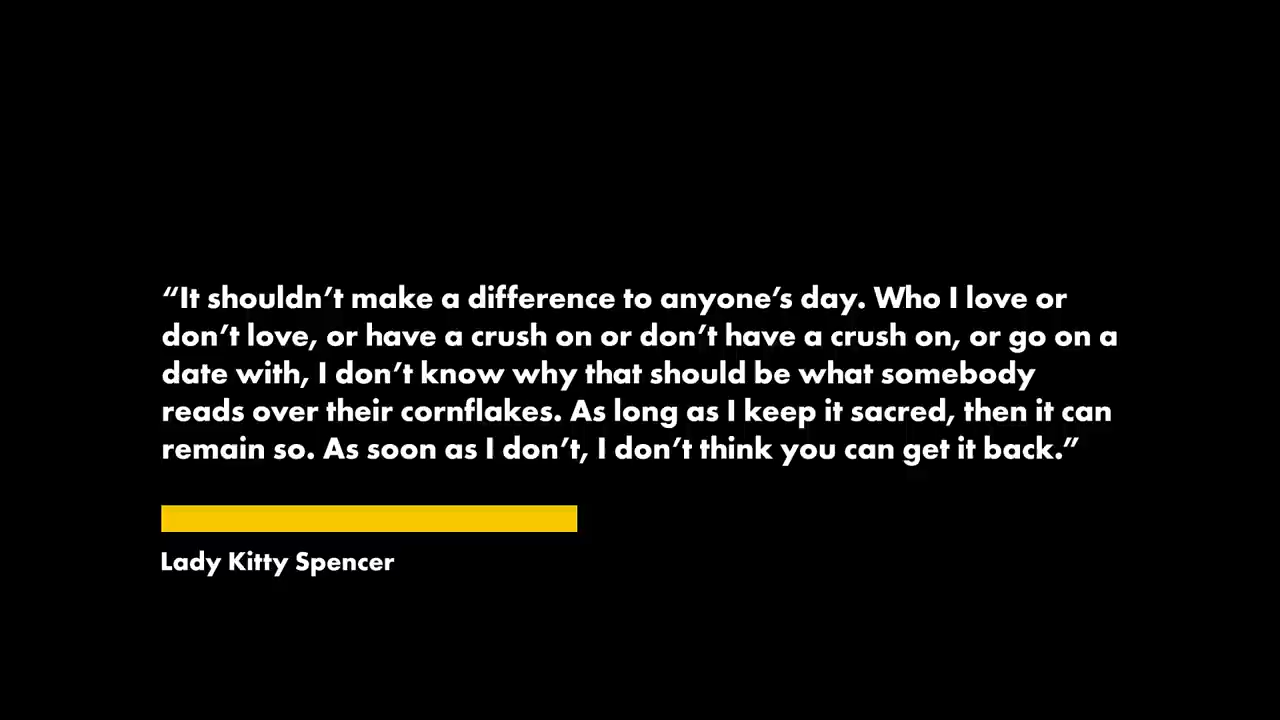 “It shouldn’t make a difference to anyone’s day. Who I love or
don’t love, or have a crush on or don’t have a crush on, or go on a
date with, I don’t know why that should be what somebody
reads over their cornflakes. As long as I keep it sacred, then it can
remain so. As soon as I don’t, I don’t think you can get it back.”
Lady Kitty Spencer